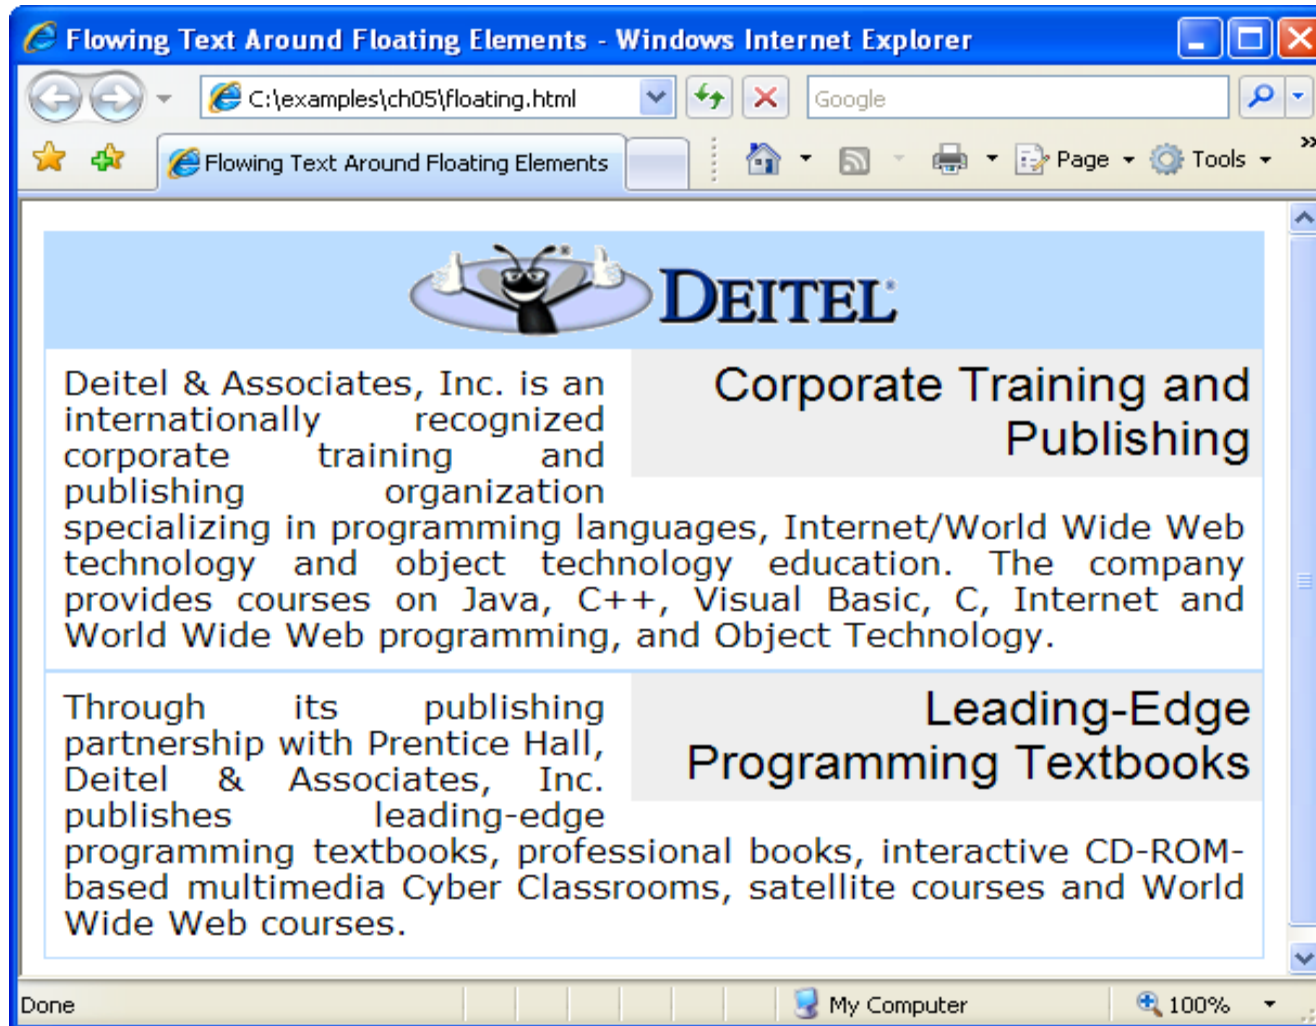 Flowing Text Around Floating Elements - Windows Internet Explorer
C:\examples\ch05\floating.html
Google
Flowing Text Around Floating Elements
Page
Tools
»
DEITEL®
Deitel & Associates, Inc. is an
internationally recognized
corporate training and
publishing organization
Corporate Training and
Publishing
specializing in programming languages, Internet/World Wide Web
technology and object technology education. The company
provides courses on Java, C++, Visual Basic, C, Internet and
World Wide Web programming, and Object Technology.
Through its publishing
partnership with Prentice Hall,
Deitel & Associates, Inc.
publishes leading-edge
Leading-Edge
Programming Textbooks
programming textbooks, professional books, interactive CD-ROM-
based multimedia Cyber Classrooms, satellite courses and World
Wide Web courses.
Done
My Computer
100%